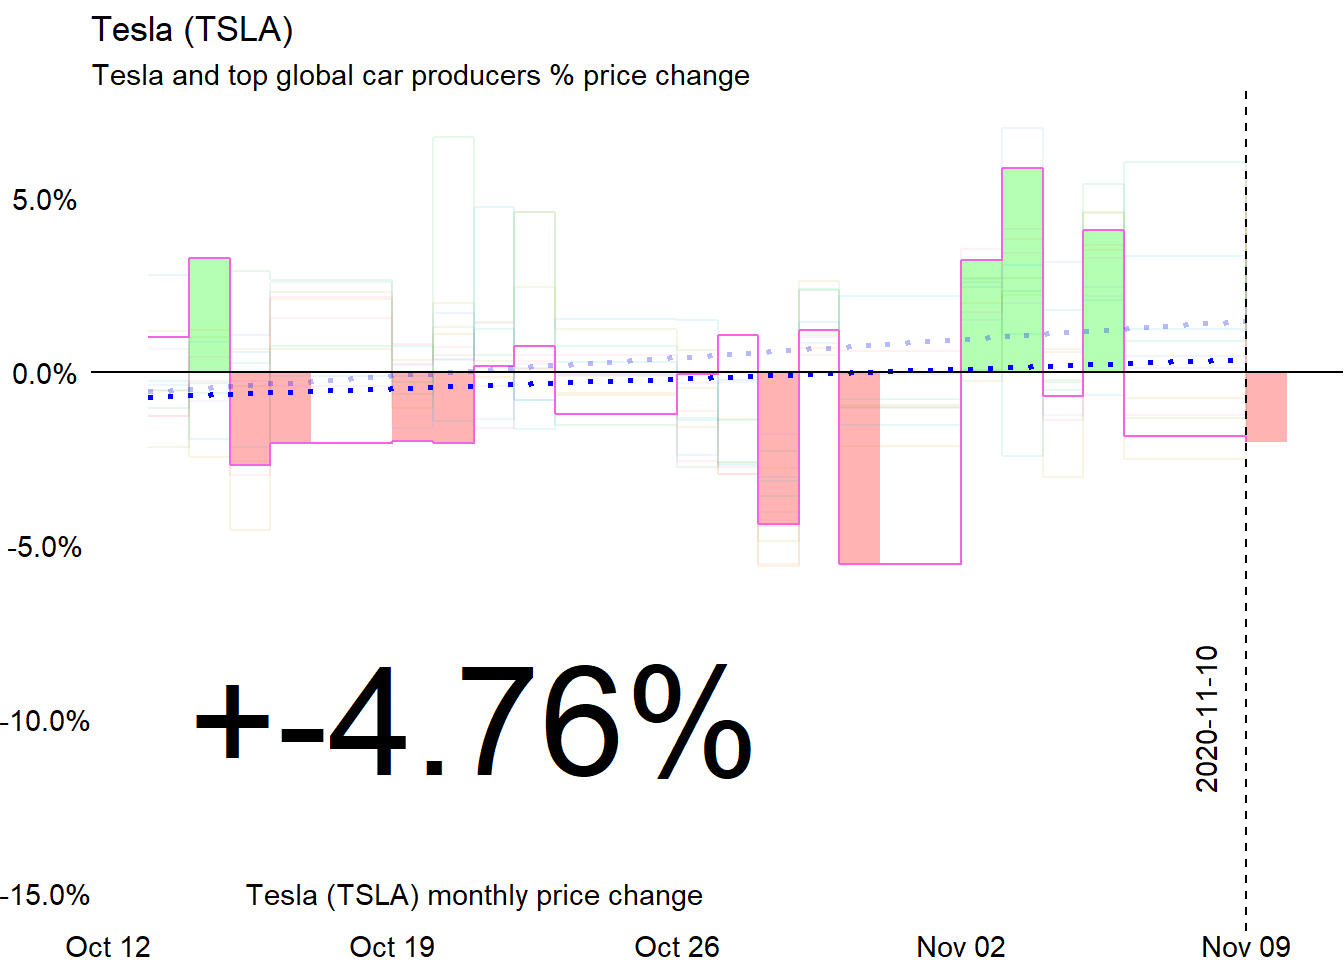 Tesla (TSLA)
Tesla and top global car producers % price change
5.0%
0.0%
-5.0%
-10.0%
-15.0%
+-4.76%
Tesla (TSLA) monthly price change
2020-11-10
Oct 12
Oct 19
Oct 26
Nov 02
Nov 09